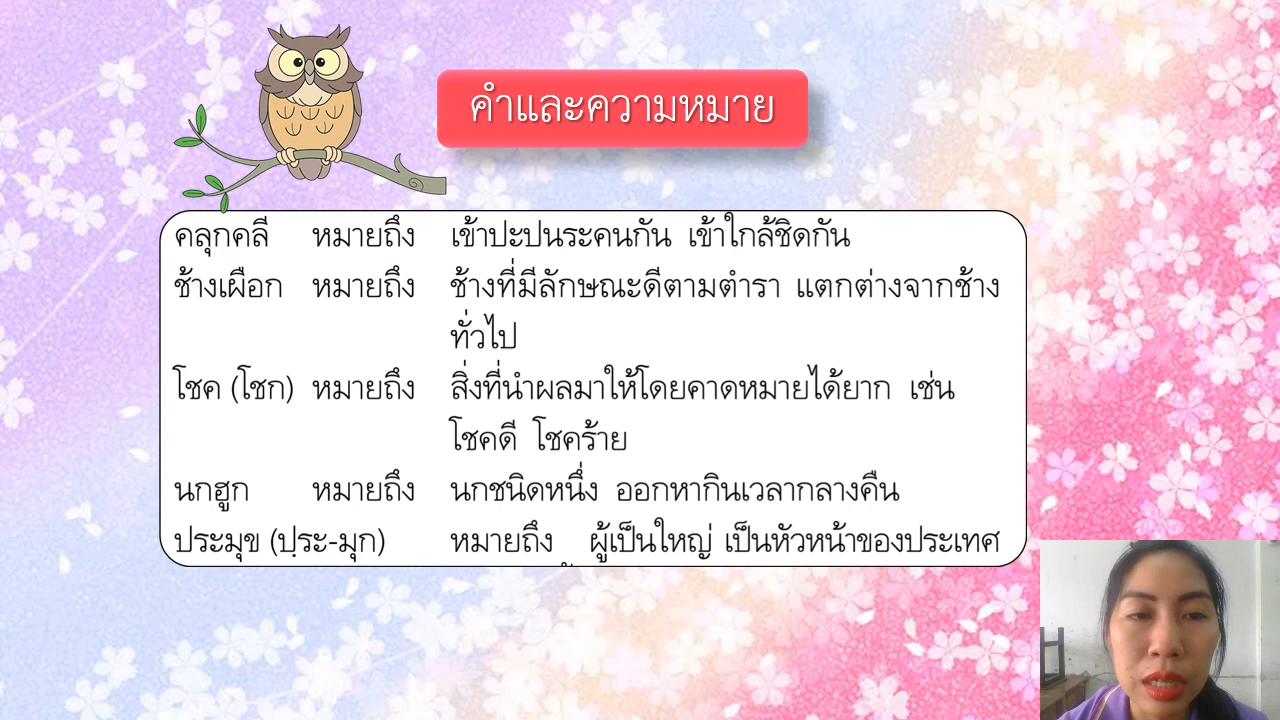 คำและความหมาย
คลุกคลี หมายถึง เข้าปะปนระคนกัน เข้าใกล้ชิดกัน
ช้างเผือก หมายถึง ช้างที่มีลักษณะดีตามตำรา แตกต่างจากช้าง
ทั่วไป
โชค (โชก) หมายถึง สิ่งที่นำผลมาให้โดยคาดหมายได้ยาก เช่น
โชคดี โชคร้าย
นกฮูก หมายถึง นกชนิดหนึ่ง ออกหากินเวลากลางคืน
ประมุข (ปฺระ-มุก) หมายถึง ผู้เป็นใหญ่ เป็นหัวหน้าของประเทศ